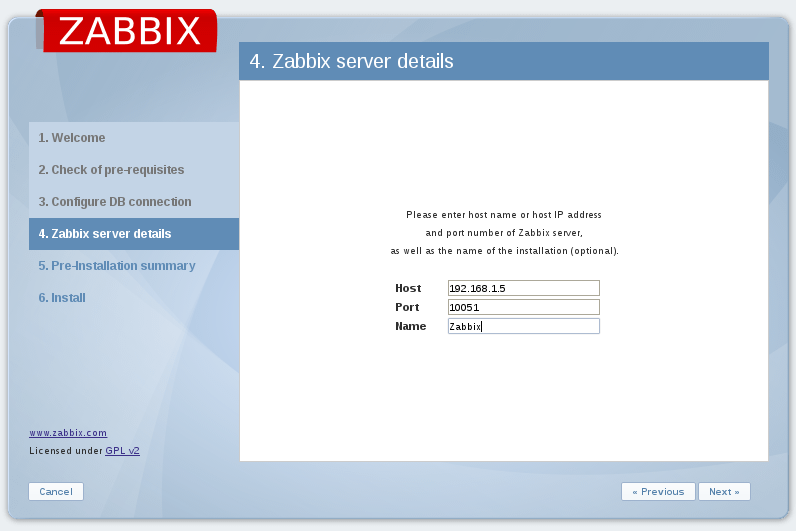 ZABBIX
4. Zabbix server details
1. Welcome
2. Check of pre-requisites
3. Configure DB connection
4. Zabbix server details
5. Pre-Installation summary
6. Install
Please enter host name or host IP address
and port number of Zabbix server,
as well as the name of the installation (optional).
Host 192.168.1.5
Port 10051
Name Zabbix
www.zabbix.com
Licensed under GPL v2
Cancel
« Previous Next »